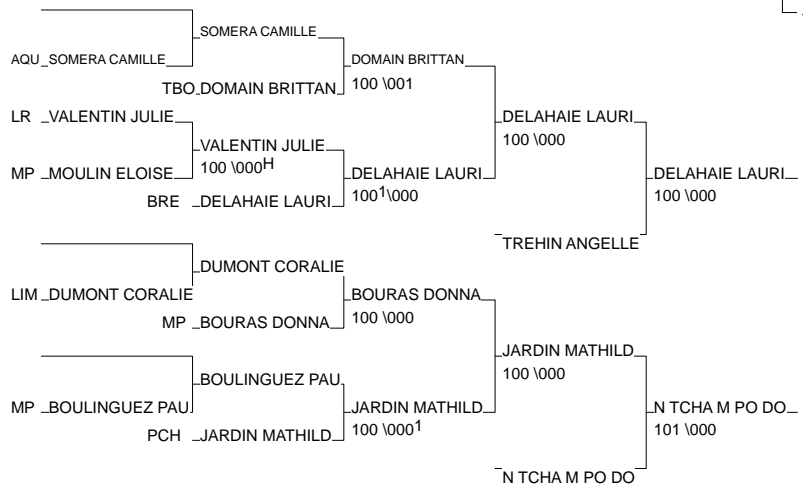 SOMERA CAMILLE
AQU SOMERA CAMILLE
DOMAIN BRITTAN
100 \001
TBO DOMAIN BRITTAN
LR VALENTIN JULIE
DELAHAIE LAURI
100 \000
VALENTIN JULIE
100 \000H
MP MOULIN ELOISE
DELAHAIE LAURI
1001\000
DELAHAIE LAURI
100 \000
BRE DELAHAIE LAURI
TREHIN ANGELLE
DUMONT CORALIE
LIM DUMONT CORALIE
BOURAS DONNA
100 \000
MP BOURAS DONNA
JARDIN MATHILD
100 \000
BOULINGUEZ PAU
MP BOULINGUEZ PAU
JARDIN MATHILD
100 \0001
N TCHA M PO DO
101 \000
PCH JARDIN MATHILD
N TCHA M PO DO